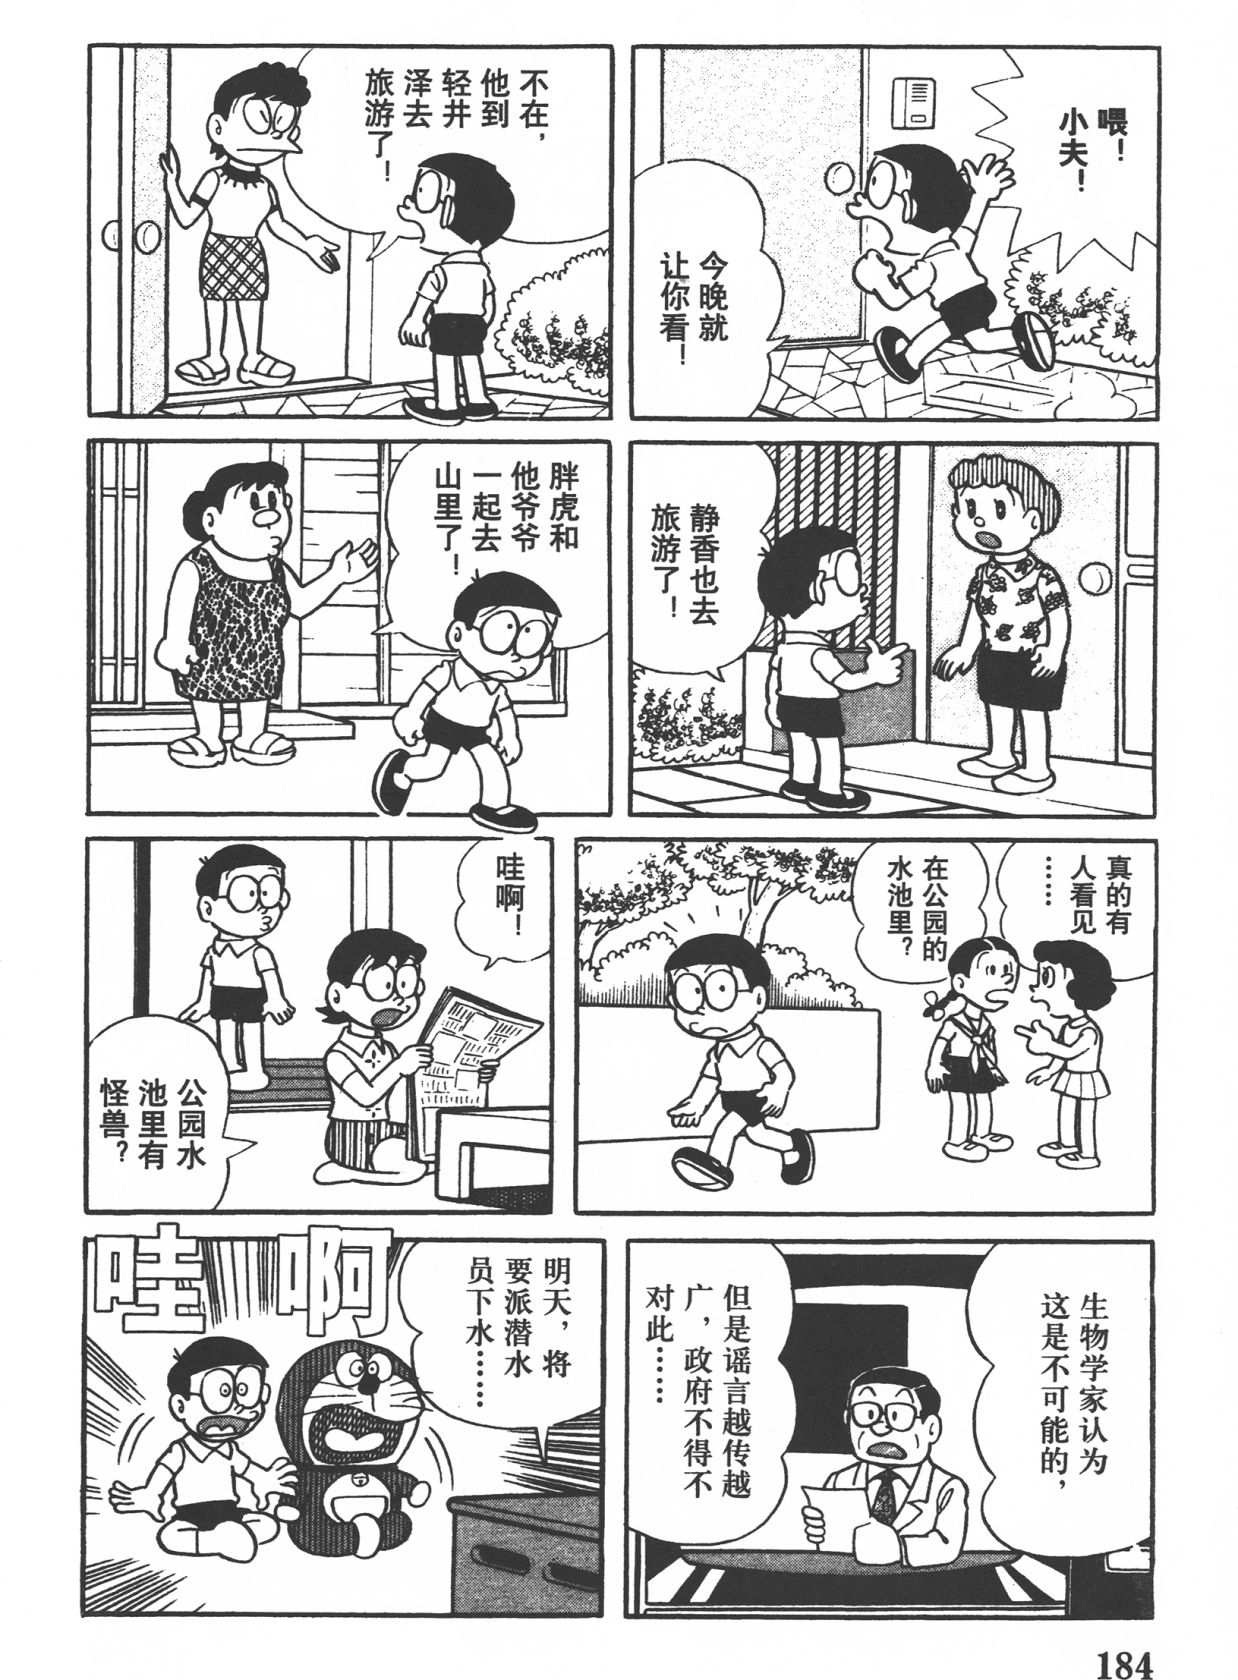 喂！
小夫！
今晚就
让你看！
不在，
他到
轻井
泽去
旅游了！
静香也去
旅游了！
胖虎和
他爷爷
一起去
山里了！
真的有
人看见
……
在公园的
水池里？
哇啊！
公园水
池里有
怪兽？
生物学家认为
这是不可能的，
但是谣言越传越
广，政府不得不
对此……
明天，将
要派潜水
员下水……
哇啊
184